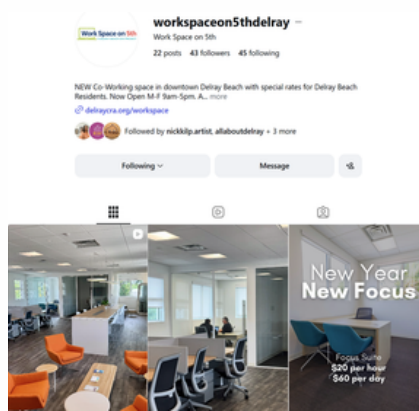 workspaceon5thdelray
Work Space on 5th
Work Space on 5th
22 posts 43 followers 45 following
NEW Co-Working space in downtown Delray Beach with special rates for Delray Beach
Residents. Now Open M-F 9am-5pm. A... more
delraycra.org/workspace
Followed by nickkilp.artist, allaboutdelray + 3 more
Following
Message
New Year
New Focus
Focus Suite
$20 per hour
$60 per day